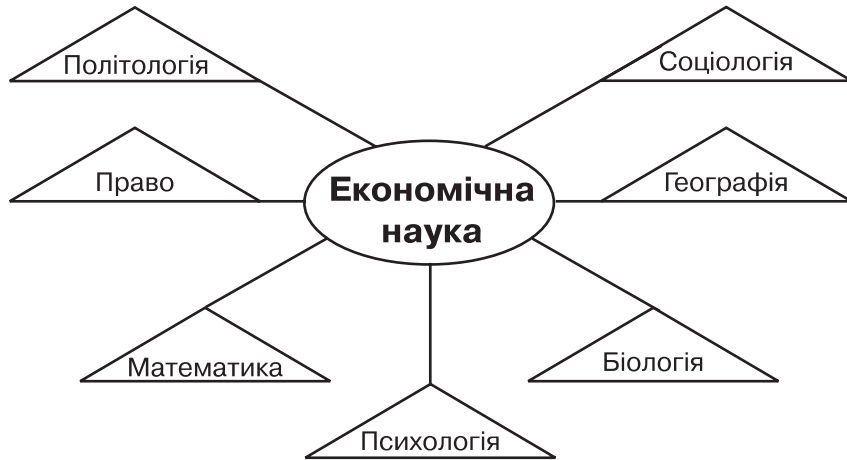 Політологія
Соціологія
Право
Економічна
наука
Географія
Математика
Біологія
Психологія